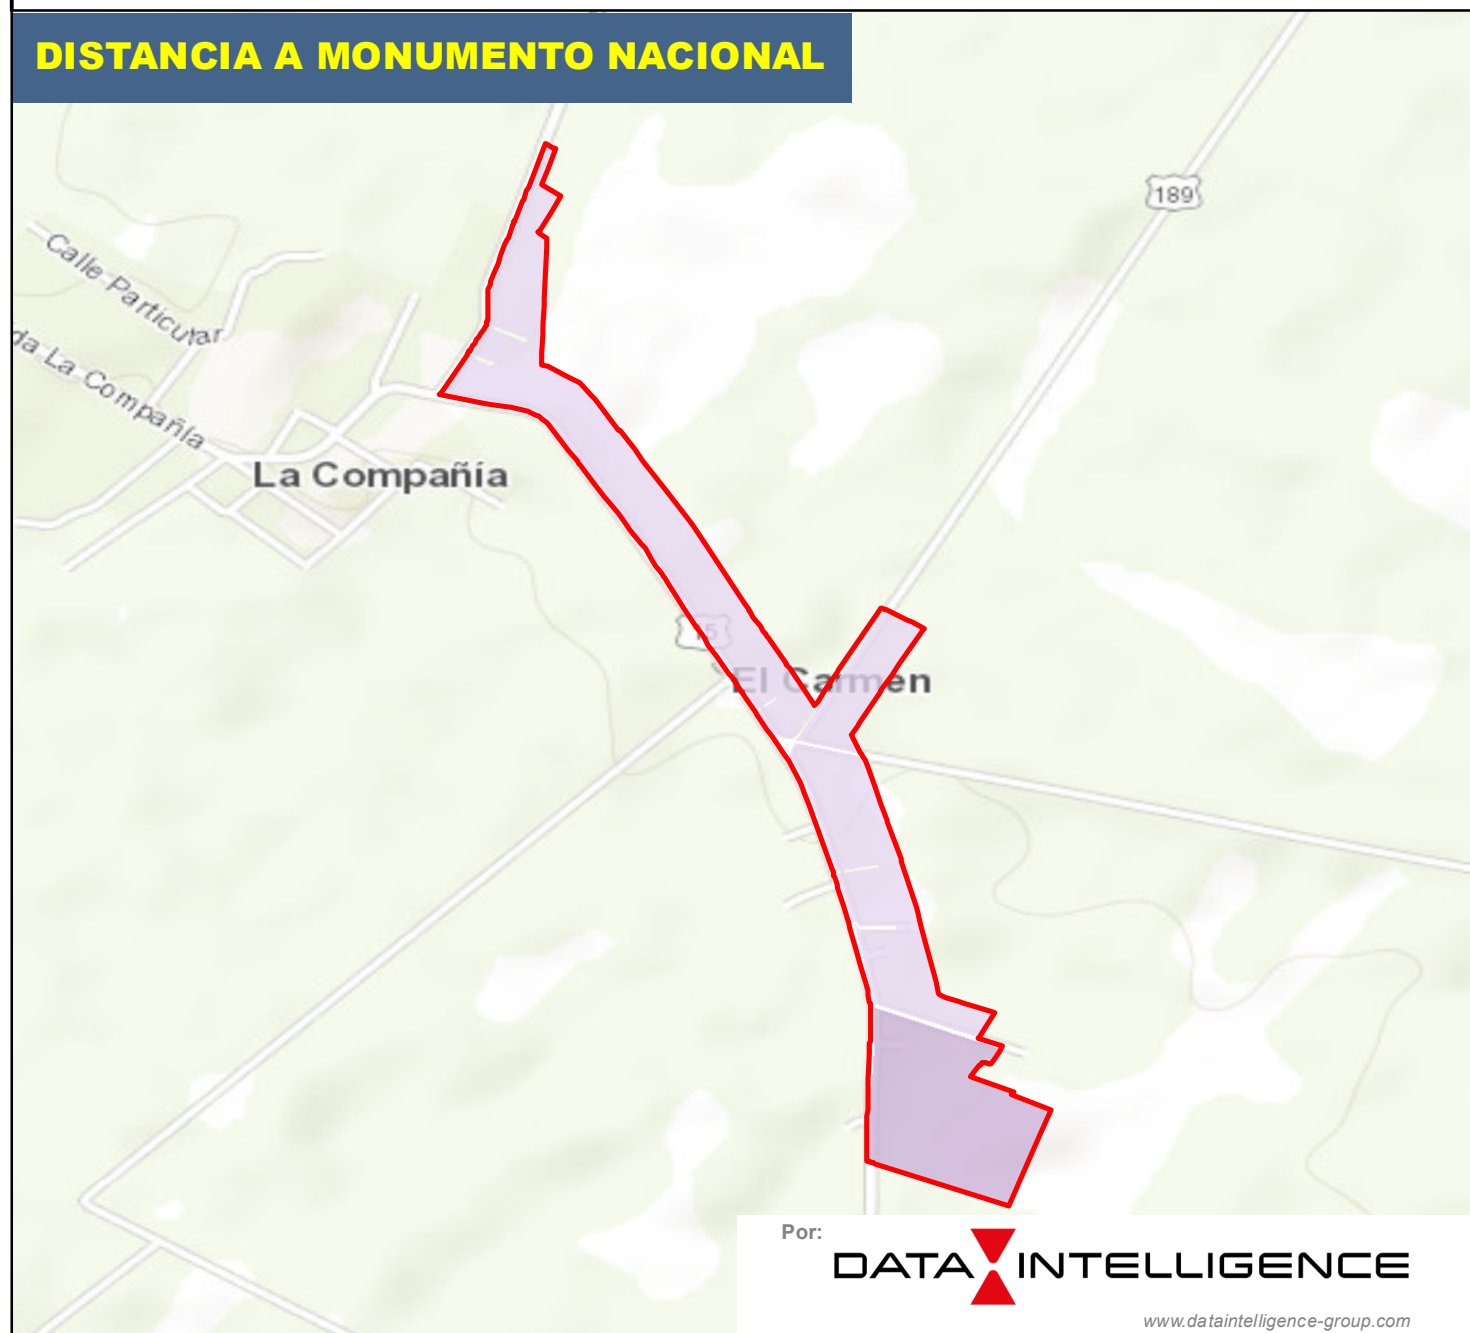 DISTANCIA A MONUMENTO NACIONAL
189
Calle Particular
da La Compañía
La Compañía
15
El Carmen
Por:
DATA INTELLIGENCE
www.dataintelligence-group.com